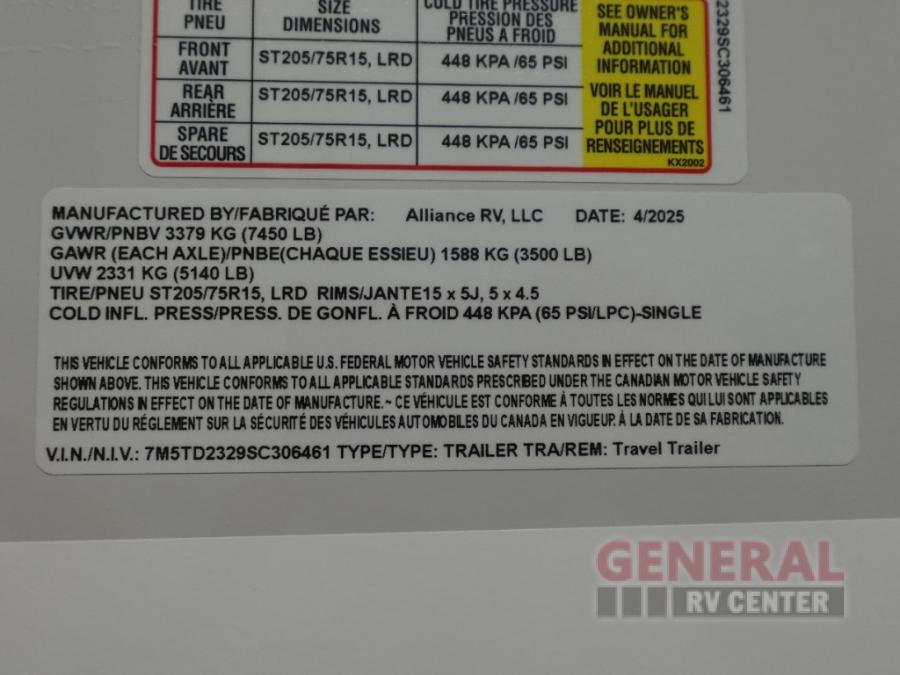 TIRE SIZE COLD TIRE PRESSURE
PNEU DIMENSIONS PRESSION DES
PNEUS A FROID
FRONT
AVANT ST205/75R15, LRD 448 KPA /65 PSI
REAR
ARRIÈRE ST205/75R15, LRD 448 KPA /65 PSI
SPARE
DE SECOURS ST205/75R15, LRD 448 KPA /65 PSI
SEE OWNER'S
MANUAL FOR
ADDITIONAL
INFORMATION
VOIR LE MANUEL
DE L'USAGER
POUR PLUS DE
RENSEIGNEMENTS
KX2002
2329SC306461
MANUFACTURED BY/FABRIQUÉ PAR: Alliance RV, LLC DATE: 4/2025
GVWR/PNBV 3379 KG (7450 LB)
GAWR (EACH AXLE)/PNBE(CHAQUE ESSIEU) 1588 KG (3500 LB)
UVW 2331 KG (5140 LB)
TIRE/PNEU ST205/75R15, LRD RIMS/JANTE15 x 5J, 5 x 4.5
COLD INFL. PRESS/PRESS. DE GONFL. À FROID 448 KPA (65 PSI/LPC)-SINGLE
THIS VEHICLE CONFORMS TO ALL APPLICABLE U.S. FEDERAL MOTOR VEHICLE SAFETY STANDARDS IN EFFECT ON THE DATE OF MANUFACTURE
SHOWN ABOVE. THIS VEHICLE CONFORMS TO ALL APPLICABLE STANDARDS PRESCRIBED UNDER THE CANADIAN MOTOR VEHICLE SAFETY
REGULATIONS IN EFFECT ON THE DATE OF MANUFACTURE. ~ CE VÉHICULE EST CONFORME À TOUTES LES NORMES QUI LUI SONT APPLICABLES
EN VERTU DU RÉGLEMENT SUR LA SÉCURITÉ DES VÉHICULES AUTOMOBILES DU CANADA EN VIGUEUR. À LA DATE DE SA FABRICATION.
V.I.N./N.I.V.: 7M5TD2329SC306461 TYPE/TYPE: TRAILER TRA/REM: Travel Trailer
GENERAL
RV CENTER